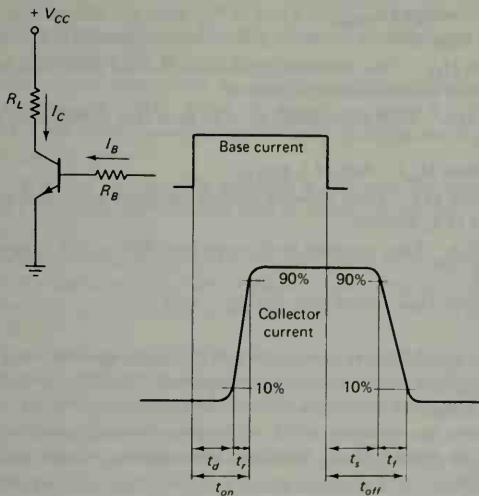 + V_CC
R_L
I_C
I_B
R_B
Base current
90%
90%
Collector
current
10%
10%
t_d
t_r
t_s
t_f
t_on
t_off